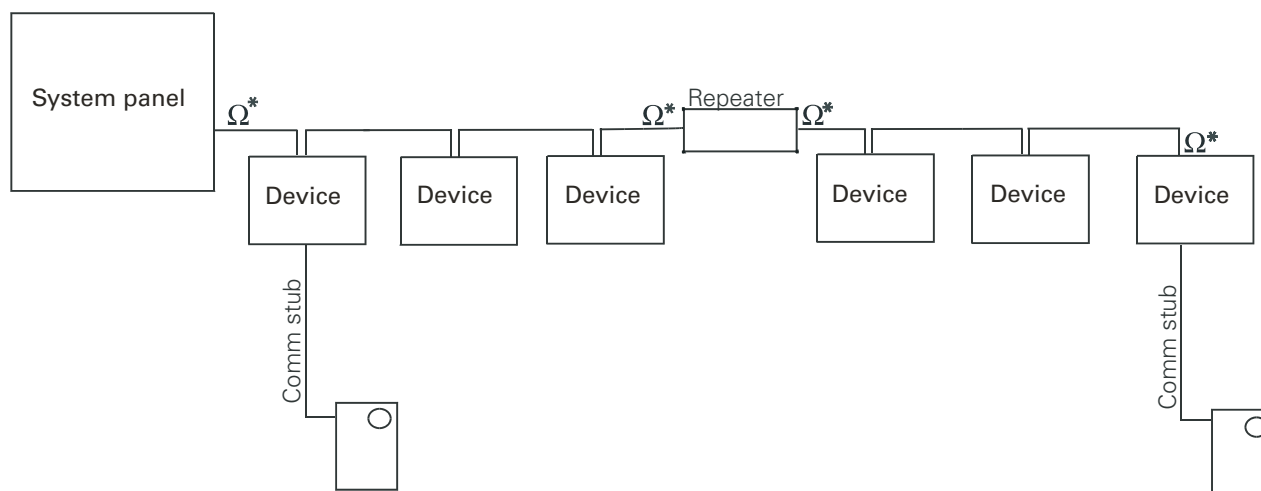 System panel
Ω*
Ω*
Repeater
Ω*
Ω*
Device
Device
Device
Device
Device
Device
Comm stub
Comm stub